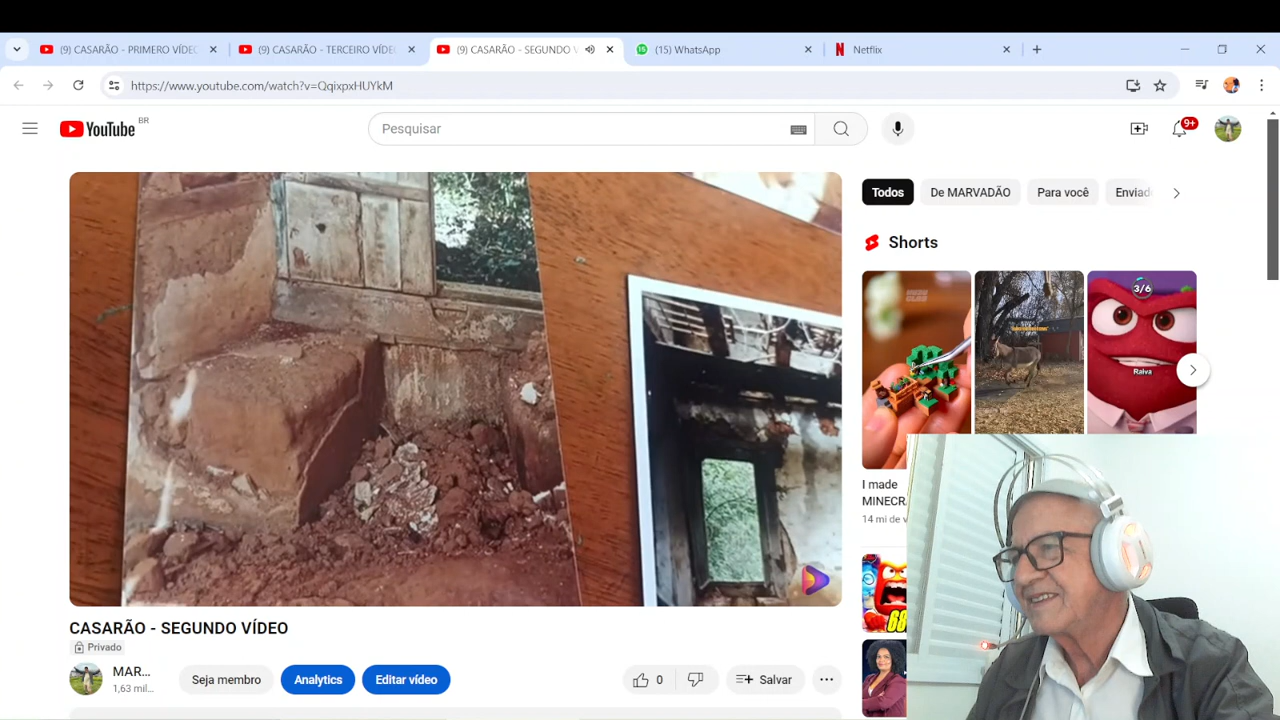 (9) CASARÃO - PRIMERO VÍDEO
(9) CASARÃO - TERCEIRO VÍDEO
(9) CASARÃO - SEGUNDO V
(15) WhatsApp
Netflix
https://www.youtube.com/watch?v=QqixpxHUYkM
YouTube BR
Pesquisar
9+
Todos
De MARVADÃO
Para você
Enviad
Shorts
3/6
Raiva
I made
MINECR
14 mi de v
68
CASARÃO - SEGUNDO VÍDEO
Privado
MAR...
1,63 mil...
Seja membro
Analytics
Editar vídeo
0
Salvar